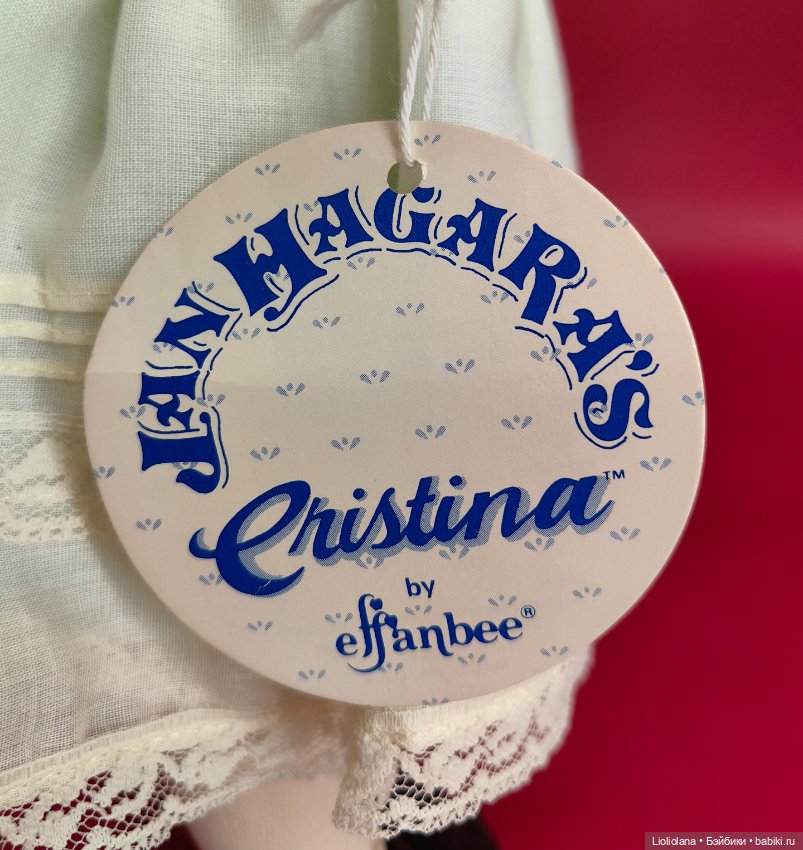 JAN HAGARA'S
Cristina™
by
effanbee®
Lioliolana • Бэйбики • babiki.ru